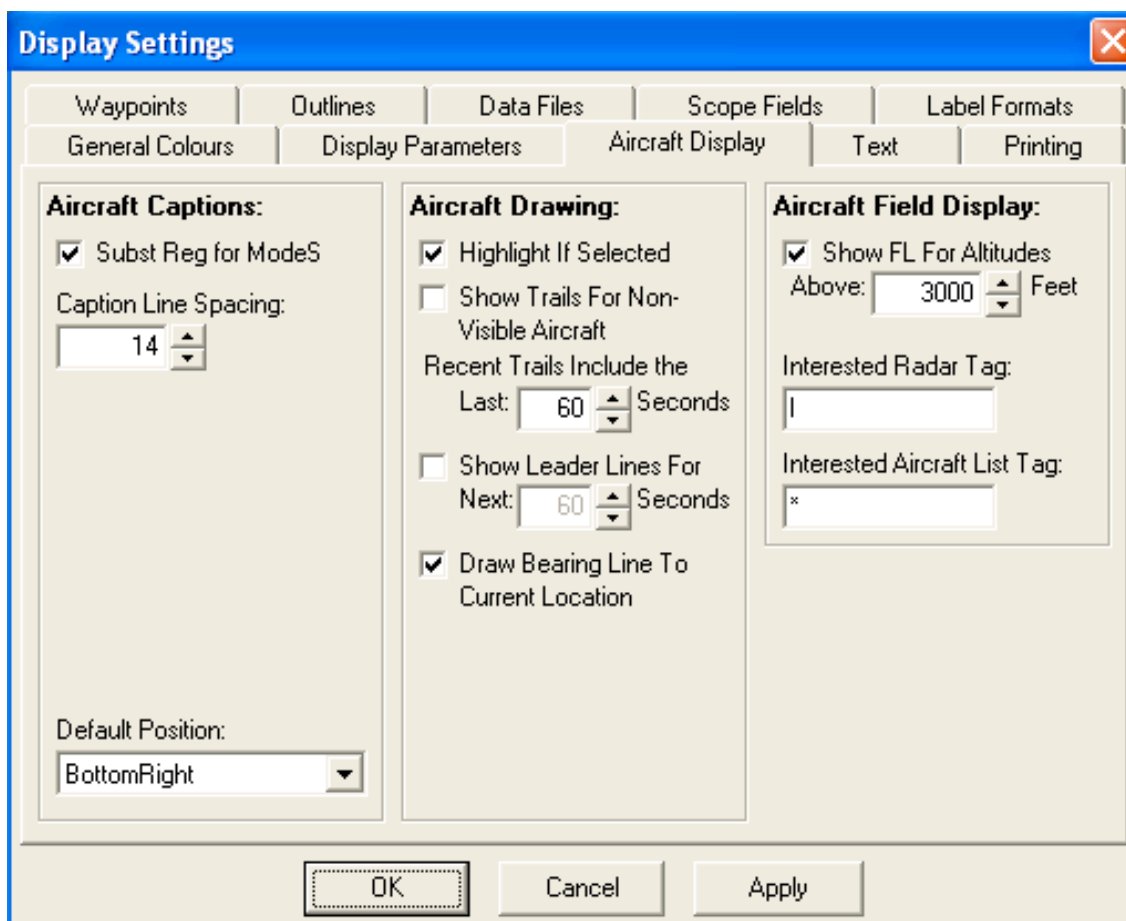 Display Settings
Waypoints
Outlines
Data Files
Scope Fields
Label Formats
General Colours
Display Parameters
Aircraft Display
Text
Printing
Aircraft Captions:
Subst Reg for ModeS
Caption Line Spacing:
14
Default Position:
BottomRight
Aircraft Drawing:
Highlight If Selected
Show Trails For Non-
Visible Aircraft
Recent Trails Include the
Last: 60 Seconds
Show Leader Lines For
Next: 60 Seconds
Draw Bearing Line To
Current Location
Aircraft Field Display:
Show FL For Altitudes
Above: 3000 Feet
Interested Radar Tag:
|
Interested Aircraft List Tag:
*
OK
Cancel
Apply